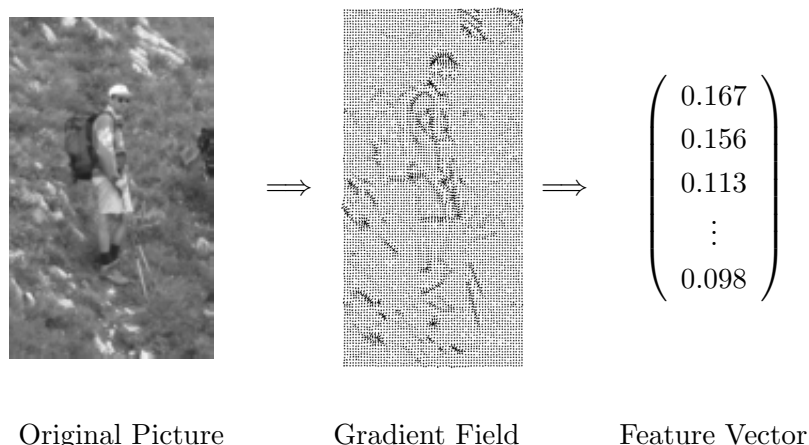 ⟹
⟹
0.167
0.156
0.113
⋮
0.098
Original Picture
Gradient Field
Feature Vector